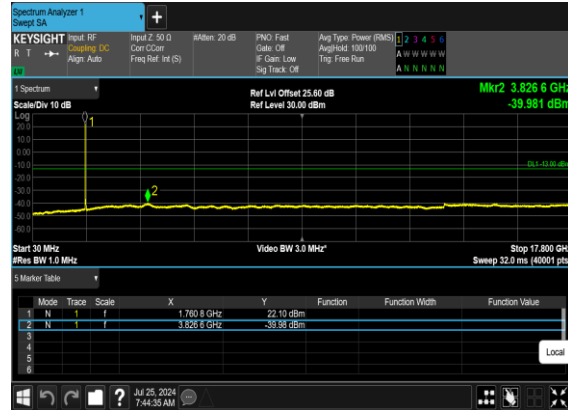 Spectrum Analyzer 1
Swept SA
KEYSIGHT
R T
LM
Input: RF
Coupling: DC
Align: Auto
Input Z: 50 Ω
Corr CCorr
Freq Ref: Int (S)
#Atten: 20 dB
PNO: Fast
Gate: Off
IF Gain: Low
Sig Track: Off
Avg Type: Power (RMS)
Avg|Hold: 100/100
Trig: Free Run
1 2 3 4 5 6
A W W W W W
A N N N N N
1 Spectrum
Scale/Div 10 dB
Ref Lvl Offset 25.60 dB
Ref Level 30.00 dBm
Mkr2 3.826 6 GHz
-39.981 dBm
Log
20.0
10.0
0.00
-10.0
-20.0
-30.0
-40.0
-50.0
-60.0
1
2
DL1 -13.00 dBm
Start 30 MHz
#Res BW 1.0 MHz
Video BW 3.0 MHz*
Stop 17.800 GHz
Sweep 32.0 ms (40001 pts)
5 Marker Table
Mode Trace Scale X Y Function Function Width Function Value
1 N 1 f 1.760 8 GHz 22.10 dBm
2 N 1 f 3.826 6 GHz -39.98 dBm
3
4
5
6
Local
?
Jul 25, 2024
7:44:35 AM